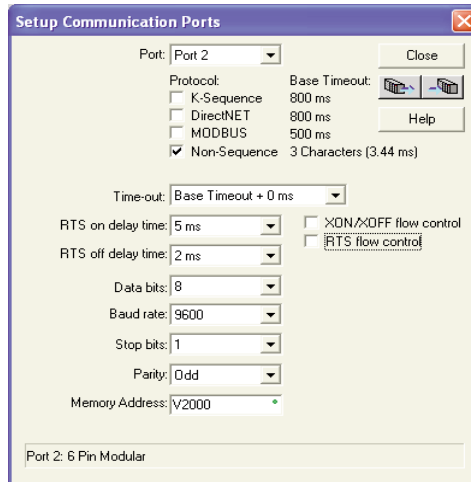 Setup Communication Ports
Port: Port 2
Close
Protocol: Base Timeout:
K-Sequence 800 ms
DirectNET 800 ms
MODBUS 500 ms
Help
Non-Sequence 3 Characters (3.44 ms)
Time-out: Base Timeout + 0 ms
RTS on delay time: 5 ms
XON/XOFF flow control
RTS off delay time: 2 ms
RTS flow control
Data bits: 8
Baud rate: 9600
Stop bits: 1
Parity: Odd
Memory Address: V2000
Port 2: 6 Pin Modular